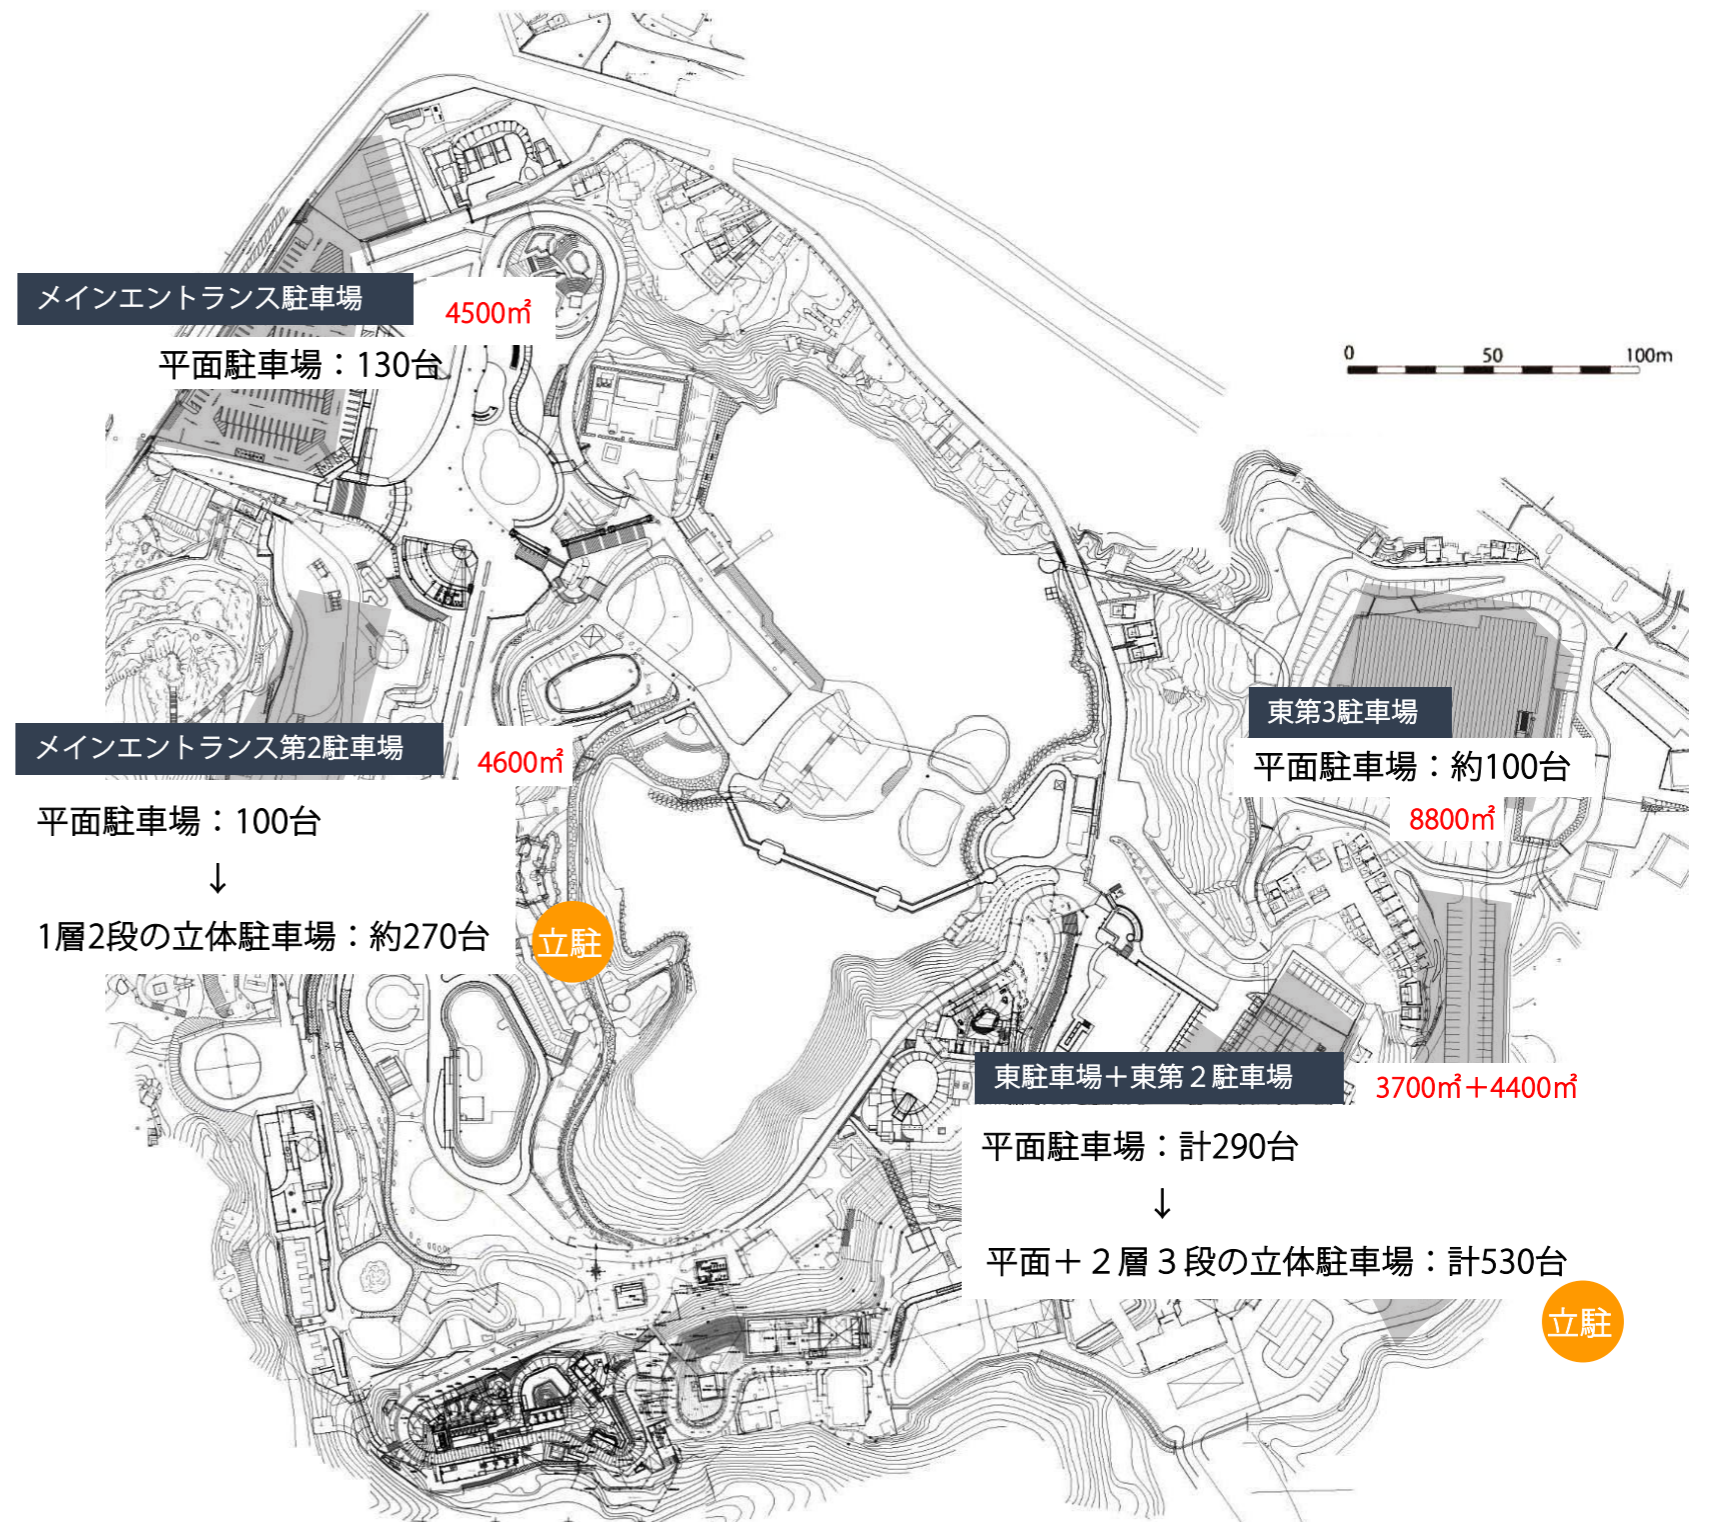 メインエントランス駐車場
4500㎡
平面駐車場：130台
0 50 100m
メインエントランス第2駐車場
4600㎡
平面駐車場：100台
↓
1層2段の立体駐車場：約270台
立駐
東第3駐車場
平面駐車場：約100台
8800㎡
東駐車場＋東第２駐車場
3700㎡＋4400㎡
平面駐車場：計290台
↓
平面＋２層３段の立体駐車場：計530台
立駐